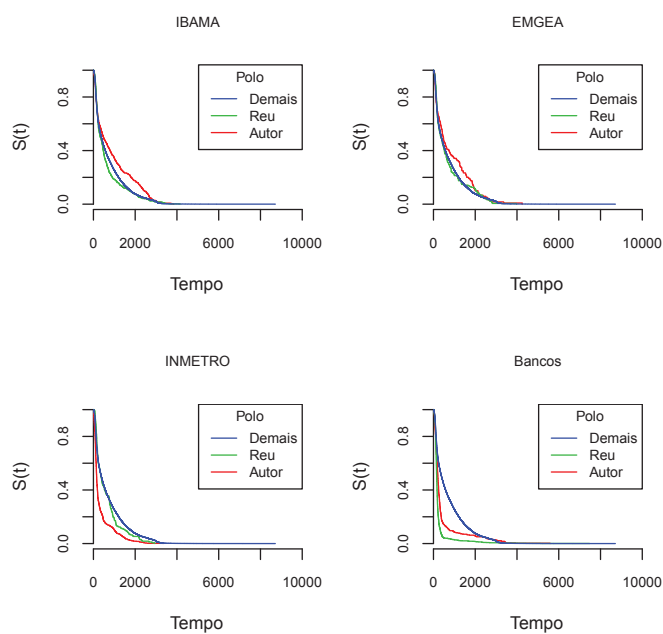 IBAMA
S(t)
0.0 0.4 0.8
Polo
Demais
Reu
Autor
0 2000 6000 10000
Tempo
EMGEA
S(t)
0.0 0.4 0.8
Polo
Demais
Reu
Autor
0 2000 6000 10000
Tempo
INMETRO
S(t)
0.0 0.4 0.8
Polo
Demais
Reu
Autor
0 2000 6000 10000
Tempo
Bancos
S(t)
0.0 0.4 0.8
Polo
Demais
Reu
Autor
0 2000 6000 10000
Tempo